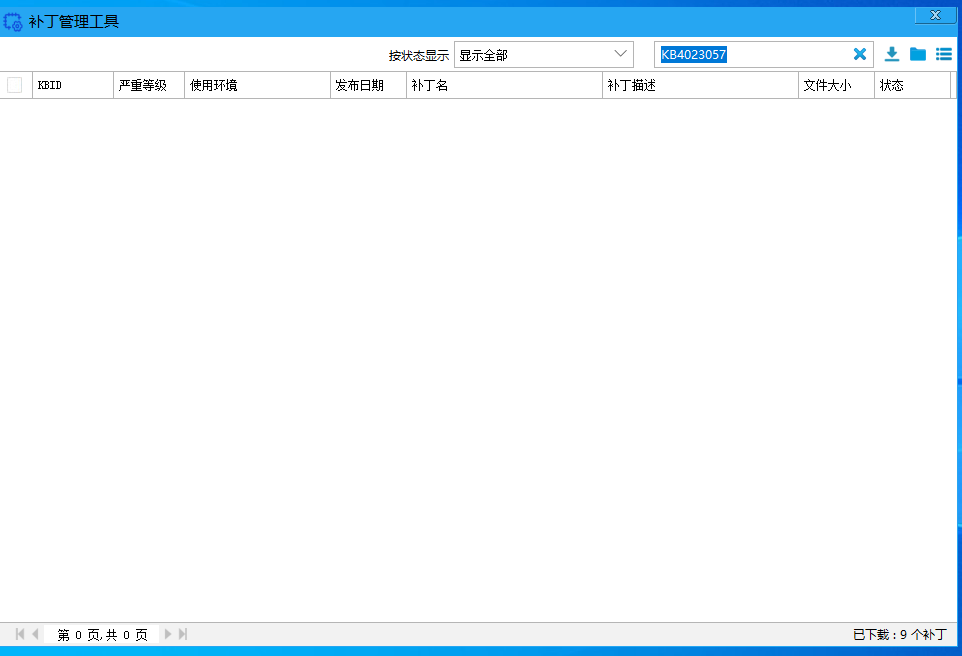 补丁管理工具
按状态显示 显示全部 KB4023057
KBID 严重等级 使用环境 发布日期 补丁名 补丁描述 文件大小 状态
第 0 页,共 0 页 已下载：9 个补丁